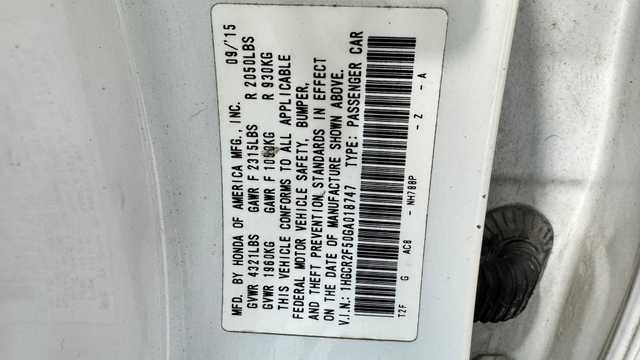 MFD. BY HONDA OF AMERICA MFG., INC. 09/'15
GVWR 4321LBS GAWR F 2315LBS R 2050LBS
GVWR 1960KG GAWR F 1050KG R 930KG
THIS VEHICLE CONFORMS TO ALL APPLICABLE
FEDERAL MOTOR VEHICLE SAFETY, BUMPER,
AND THEFT PREVENTION STANDARDS IN EFFECT
ON THE DATE OF MANUFACTURE SHOWN ABOVE.
V.I.N.: 1HGCR2F50GA018747 TYPE: PASSENGER CAR
T2F G AC8 - NH788P - Z - A